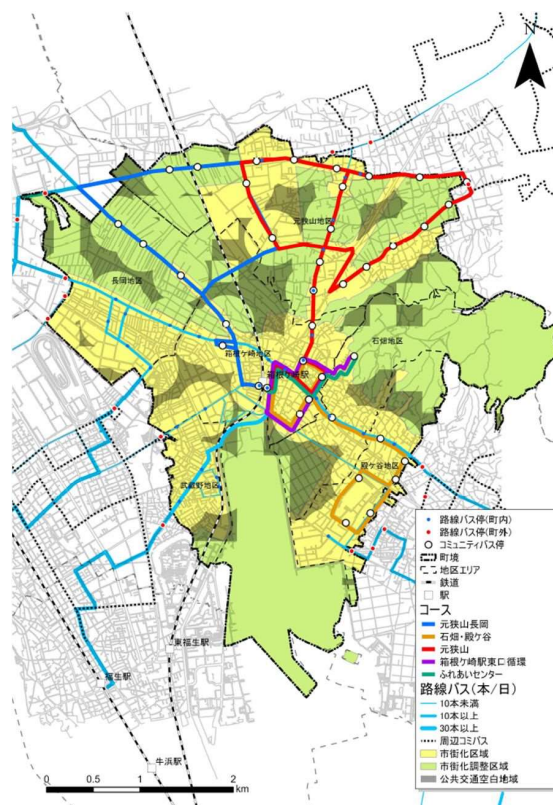 N
元狭山地区
長岡地区
石畑地区
箱根ケ崎地区
箱根ケ崎駅
殿ケ谷地区
武蔵野地区
東福生駅
福生駅
牛浜駅
0 0.5 1 2
km
路線バス停(町内)
路線バス停(町外)
コミュニティバス停
町境
地区エリア
鉄道
駅
コース
元狭山長岡
石畑・殿ケ谷
元狭山
箱根ケ崎駅東口循環
ふれあいセンター
路線バス(本/日)
10本未満
10本以上
30本以上
周辺コミバス
市街化区域
市街化調整区域
公共交通空白地域